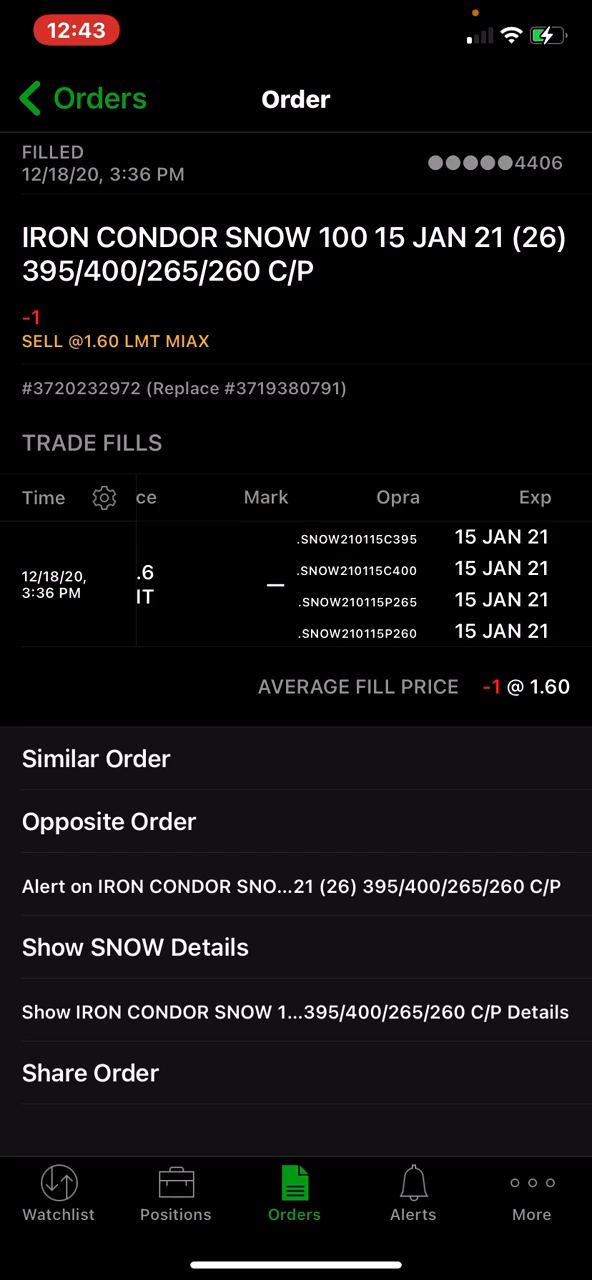 12:43
Orders
Order
FILLED
12/18/20, 3:36 PM
4406
IRON CONDOR SNOW 100 15 JAN 21 (26)
395/400/265/260 C/P
-1
SELL @1.60 LMT MIAX
#3720232972 (Replace #3719380791)
TRADE FILLS
Time ce Mark Opra Exp
.SNOW210115C395 15 JAN 21
.SNOW210115C400 15 JAN 21
.SNOW210115P265 15 JAN 21
.SNOW210115P260 15 JAN 21
12/18/20,
3:36 PM
.6
IT
—
AVERAGE FILL PRICE -1 @ 1.60
Similar Order
Opposite Order
Alert on IRON CONDOR SNO...21 (26) 395/400/265/260 C/P
Show SNOW Details
Show IRON CONDOR SNOW 1...395/400/265/260 C/P Details
Share Order
Watchlist Positions Orders Alerts More